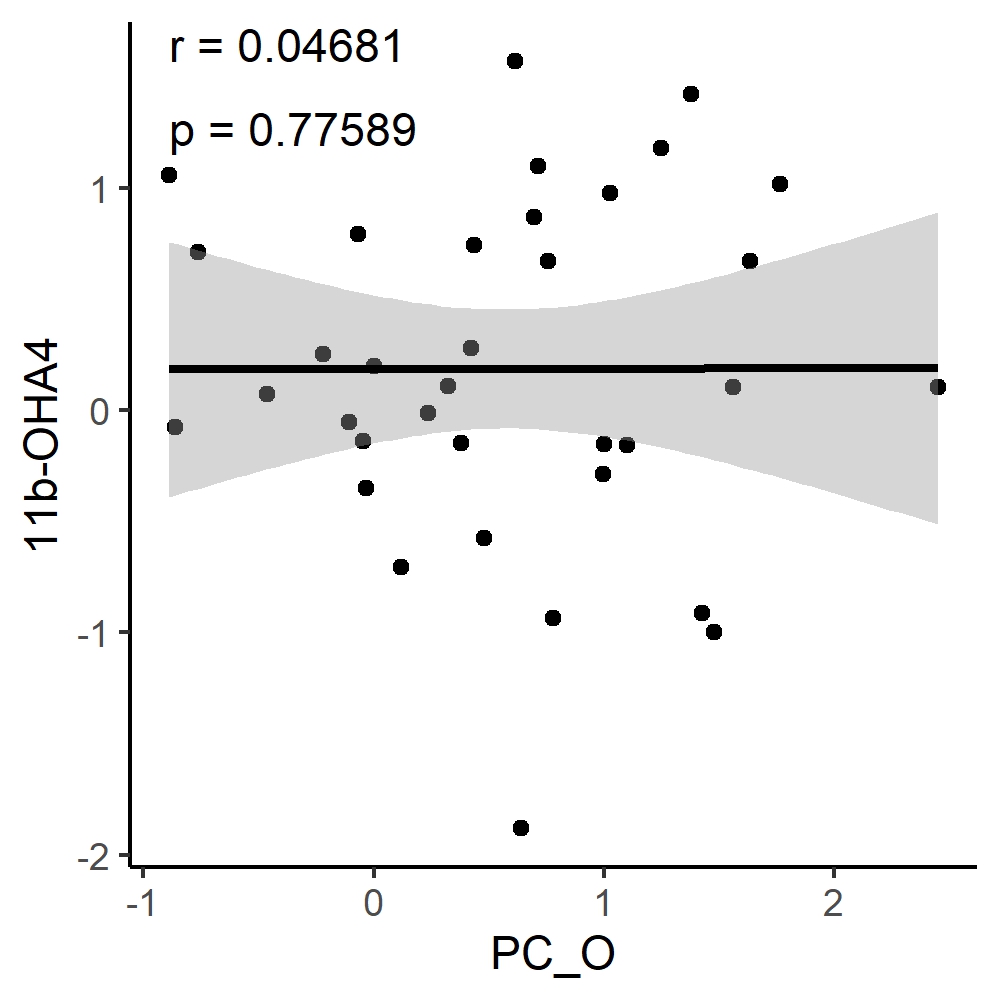 r = 0.04681
p = 0.77589
1
0
-1
-2
11b-OHA4
-1 0 1 2
PC_O